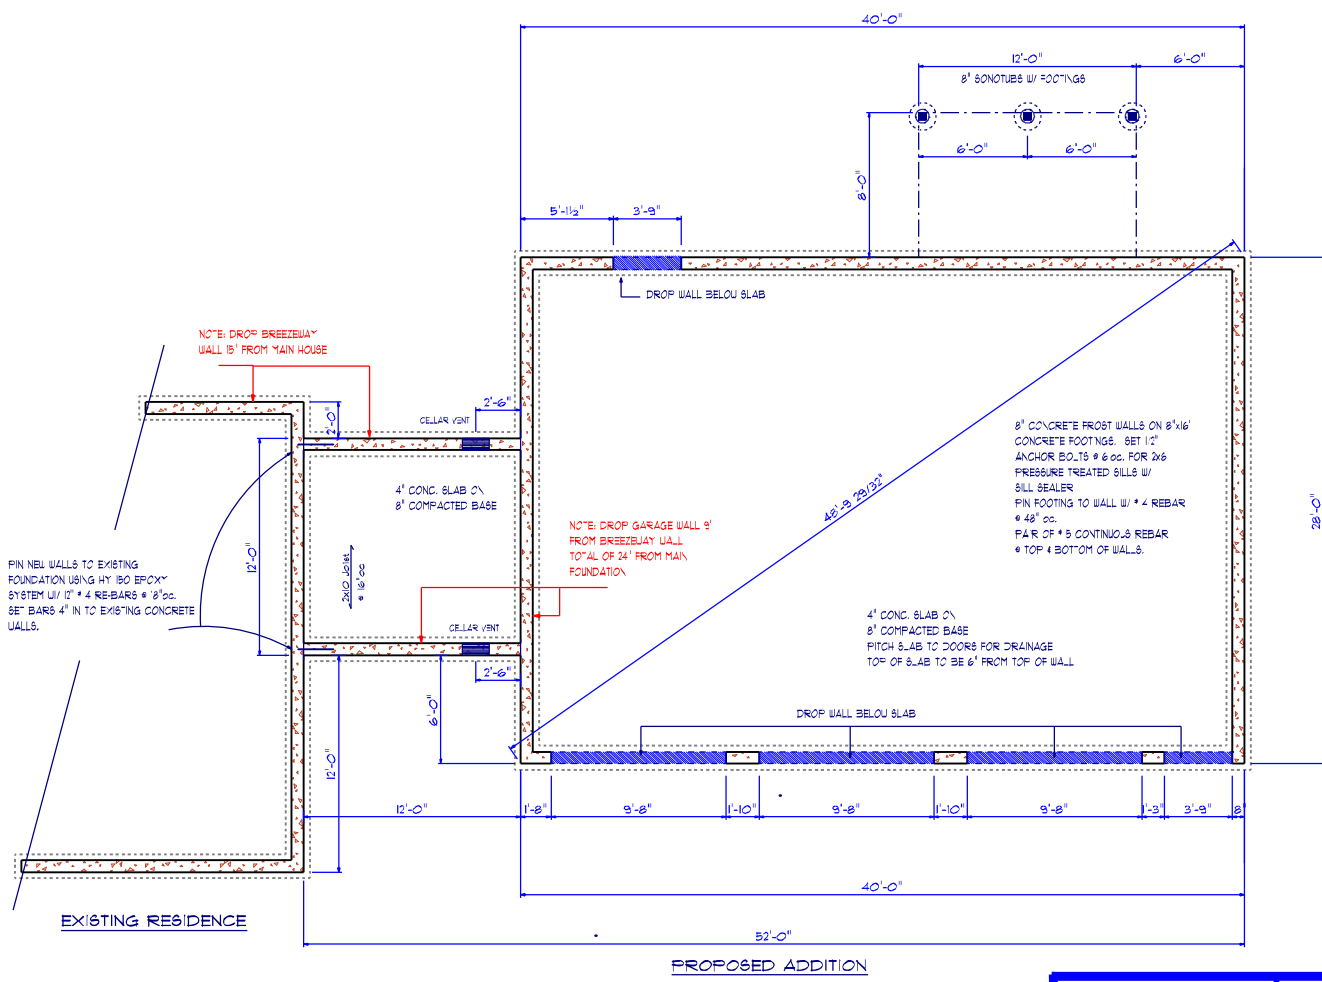 40'-0"
12'-0"
6'-0"
8" SONOTUBS W/ FOOTINGS
6'-0"
6'-0"
8'-0"
5'-1½"
3'-9"
DROP WALL BELOW SLAB
NOTE: DROP BREEZEWAY
WALL 15" FROM MAIN HOUSE
2'-0"
2'-6"
CELLAR VENT
4" CONC. SLAB ON
8" COMPACTED BASE
8" CONCRETE FROST WALLS ON 8"x16"
CONCRETE FOOTINGS. SET 12"
ANCHOR BOLTS @ 6 oc. FOR 2x6
PRESSURE TREATED SILLS W/
SILL SEALER
PIN FOOTING TO WALL W/ # 4 REBAR
@ 48" oc.
PAIR OF # 5 CONTINUOUS REBAR
@ TOP & BOTTOM OF WALLS.
48'-9 29/32"
28'-0"
NOTE: DROP GARAGE WALL 9"
FROM BREEZEWAY WALL
TOTAL OF 24" FROM MAIN
FOUNDATION
12'-0"
2x10 Joist
@ 16" oc
PIN NEW WALLS TO EXISTING
FOUNDATION USING HY 150 EPOXY
SYSTEM W/ 12" # 4 RE-BARS @ 18"oc.
SET BARS 4" IN TO EXISTING CONCRETE
WALLS.
CELLAR VENT
2'-6"
6'-0"
4" CONC. SLAB ON
8" COMPACTED BASE
PITCH SLAB TO DOORS FOR DRAINAGE
TOP OF SLAB TO BE 6" FROM TOP OF WALL
DROP WALL BELOW SLAB
12'-0"
12'-0"
1'-8"
9'-8"
1'-10"
9'-8"
1'-10"
9'-8"
1'-3"
3'-9"
8"
40'-0"
EXISTING RESIDENCE
52'-0"
PROPOSED ADDITION